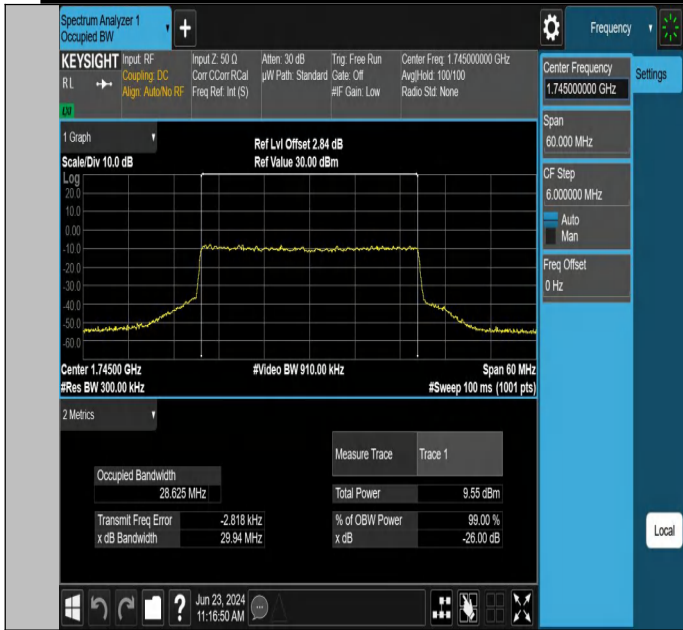 Spectrum Analyzer 1
Occupied BW
+
Frequency
KEYSIGHT
RL
LXI
Input: RF
Coupling: DC
Align: Auto/No RF
Input Z: 50 Ω
Corr CCorr RCal
Freq Ref: Int (S)
Atten: 30 dB
µW Path: Standard
Trig: Free Run
Gate: Off
#IF Gain: Low
Center Freq: 1.745000000 GHz
Avg|Hold: 100/100
Radio Std: None
1 Graph
Scale/Div 10.0 dB
Ref Lvl Offset 2.84 dB
Ref Value 30.00 dBm
Log
20.0
10.0
0.00
-10.0
-20.0
-30.0
-40.0
-50.0
-60.0
Center 1.74500 GHz
#Res BW 300.00 kHz
#Video BW 910.00 kHz
Span 60 MHz
#Sweep 100 ms (1001 pts)
2 Metrics
Measure Trace Trace 1
Occupied Bandwidth
28.625 MHz
Total Power 9.55 dBm
Transmit Freq Error -2.818 kHz
% of OBW Power 99.00 %
x dB Bandwidth 29.94 MHz
x dB -26.00 dB
Center Frequency
1.745000000 GHz
Settings
Span
60.000 MHz
CF Step
6.000000 MHz
Auto
Man
Freq Offset
0 Hz
Local
?
Jun 23, 2024
11:16:50 AM